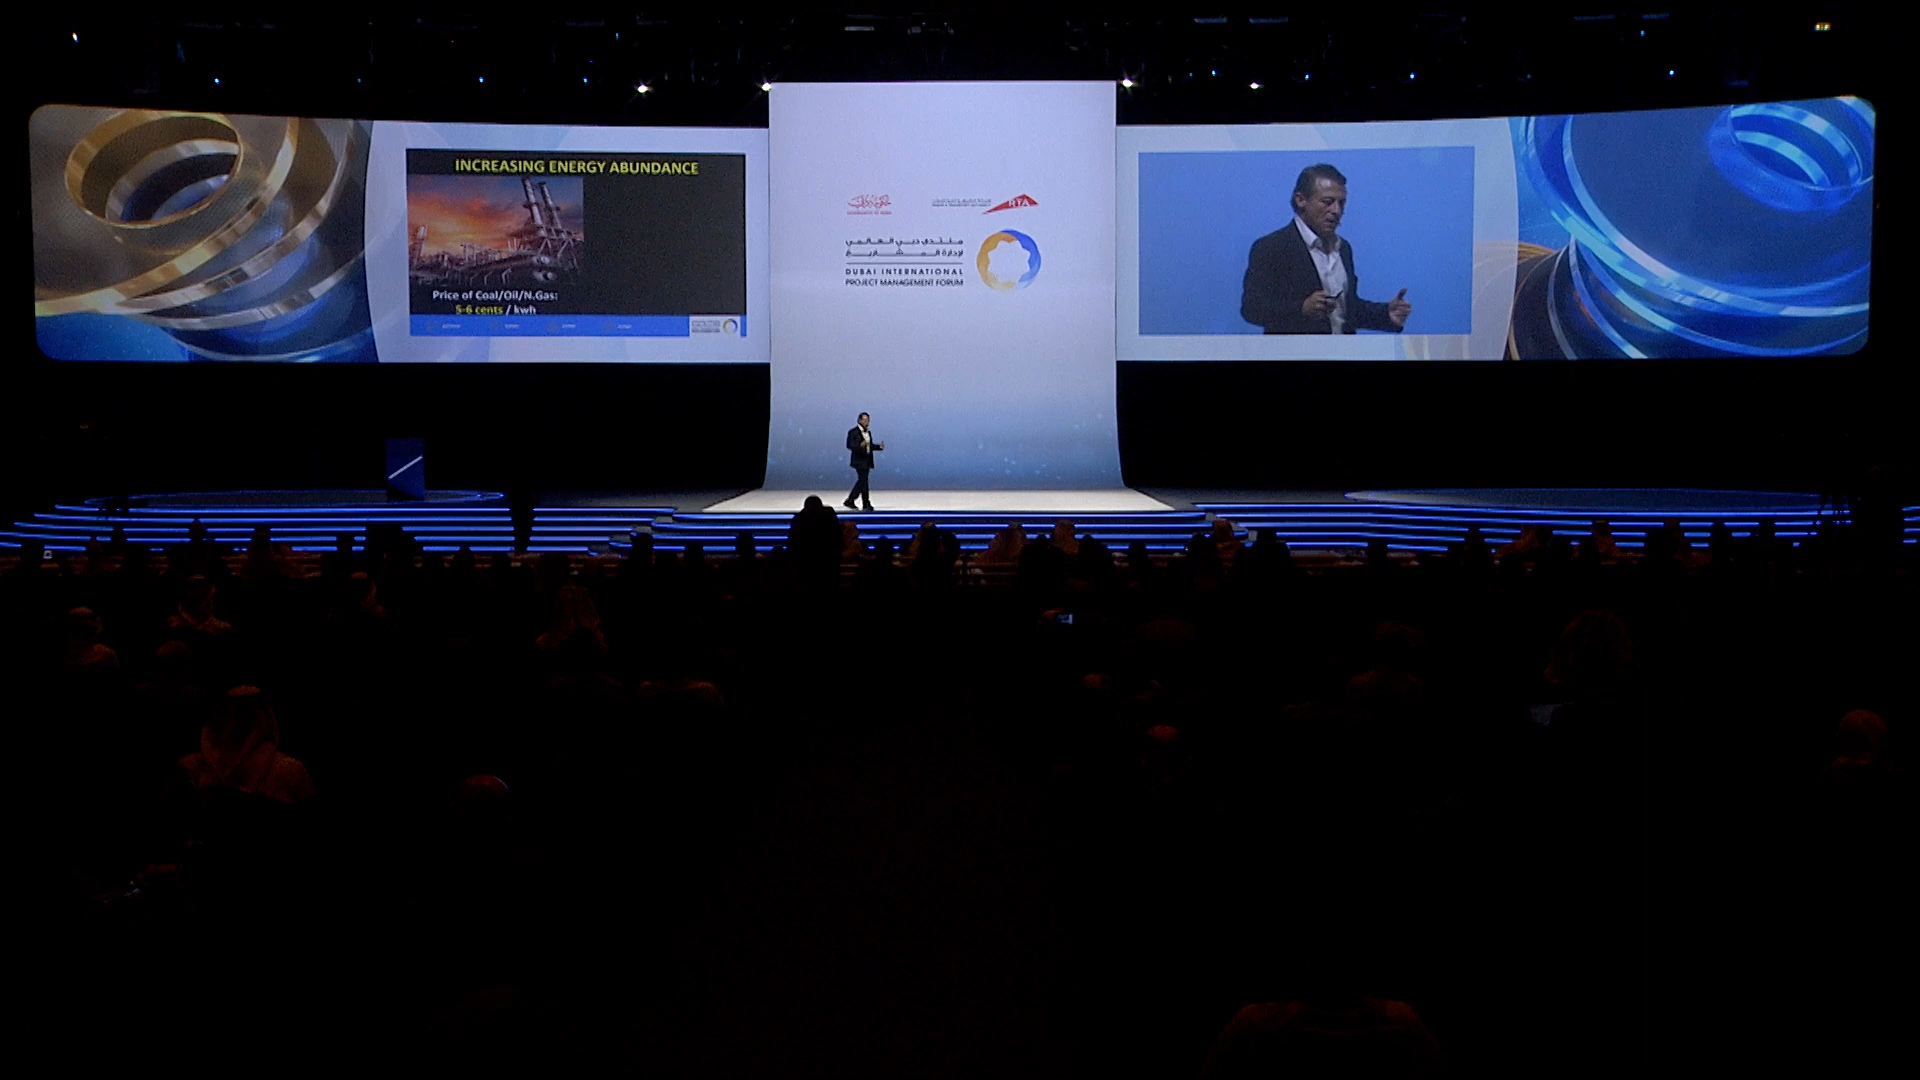 INCREASING ENERGY ABUNDANCE
Price of Coal/Oil/N.Gas:
5-6 cents / kwh
RTA
منتدى دبي العالمي
لإدارة المشاريع
DUBAI INTERNATIONAL
PROJECT MANAGEMENT FORUM